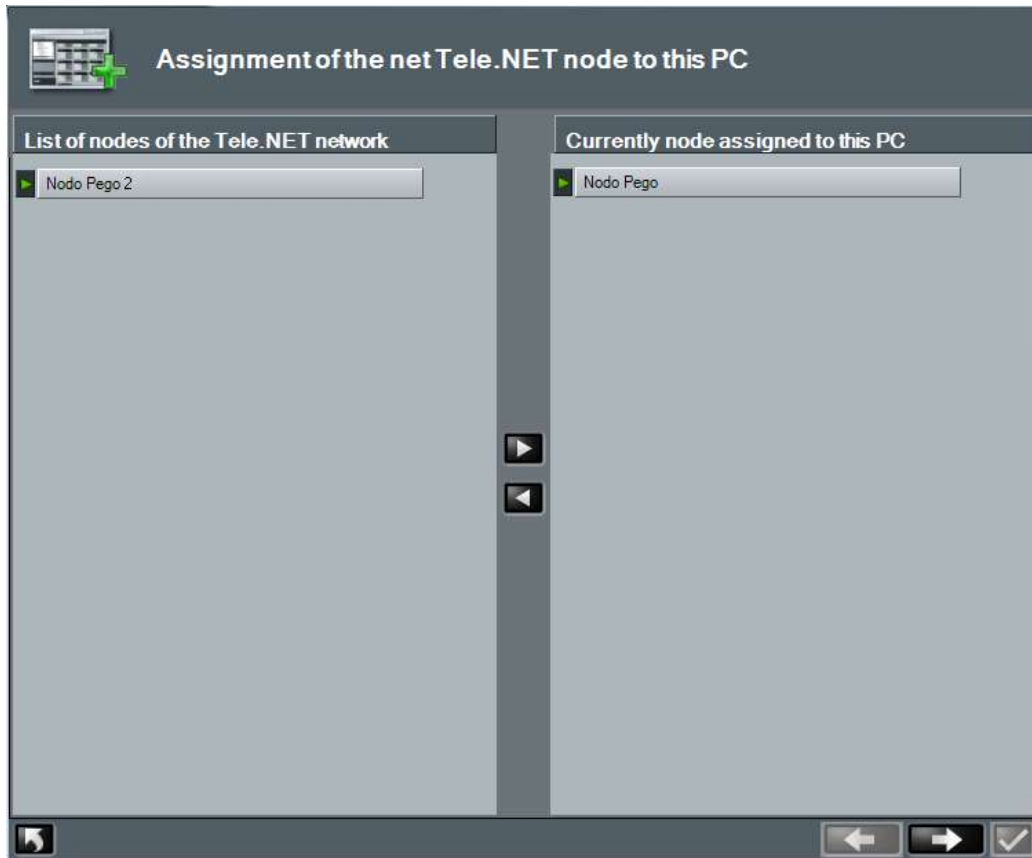 Assignment of the net Tele.NET node to this PC
List of nodes of the Tele.NET network
Currently node assigned to this PC
Nodo Pego 2
Nodo Pego